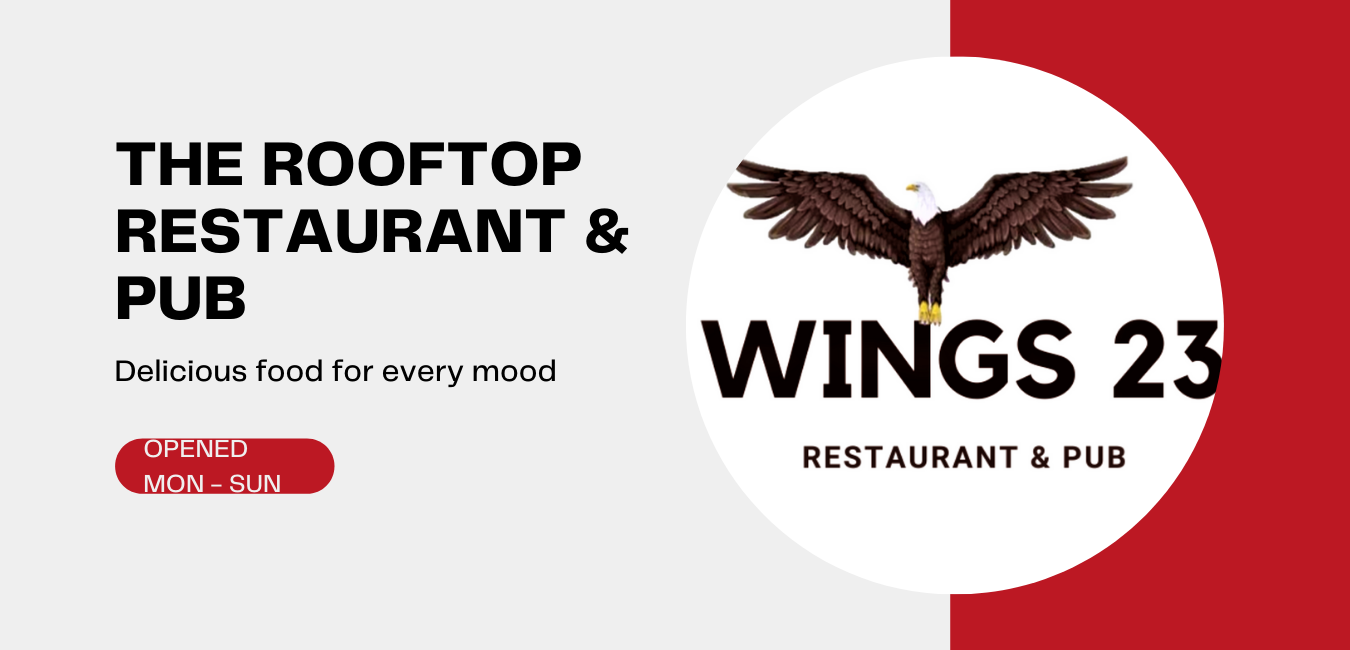 THE ROOFTOP
RESTAURANT &
PUB
Delicious food for every mood
OPENED
MON – SUN
WINGS 23
RESTAURANT & PUB